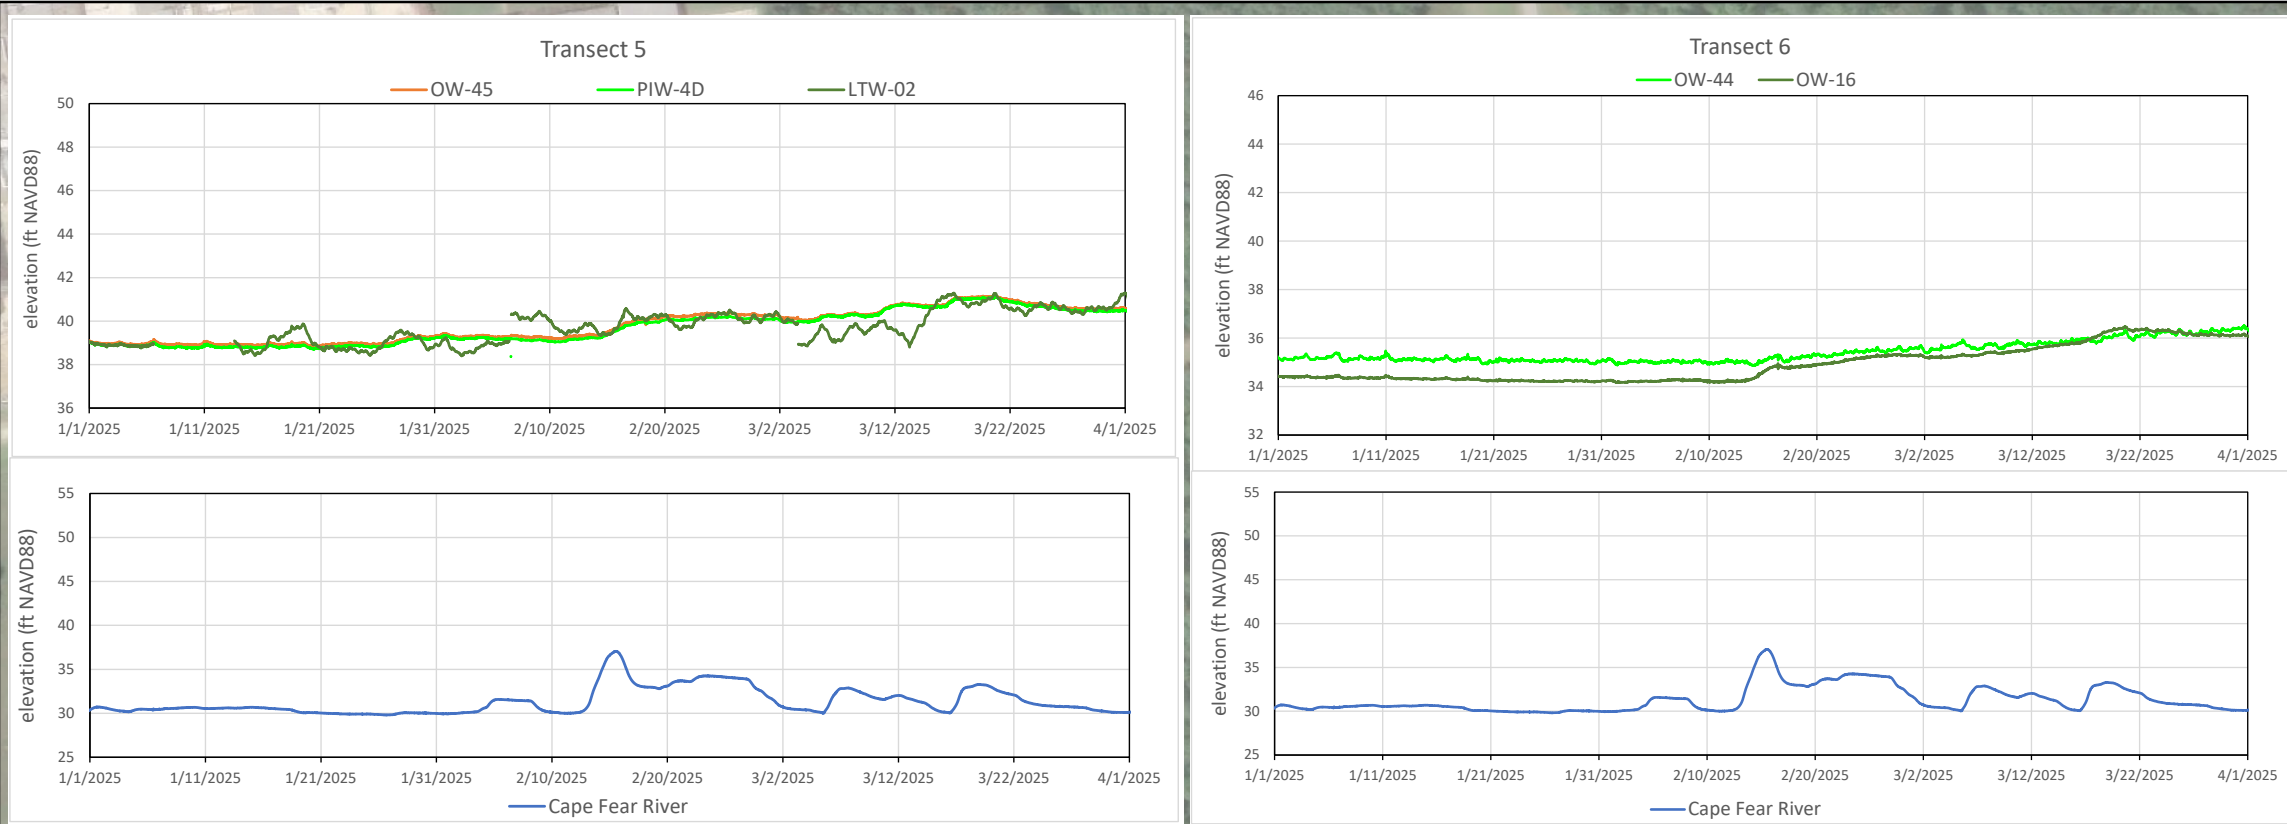 Transect 5
OW-45 PIW-4D LTW-02
elevation (ft NAVD88)
50
48
46
44
42
40
38
36
1/1/2025 1/11/2025 1/21/2025 1/31/2025 2/10/2025 2/20/2025 3/2/2025 3/12/2025 3/22/2025 4/1/2025
elevation (ft NAVD88)
55
50
45
40
35
30
25
1/1/2025 1/11/2025 1/21/2025 1/31/2025 2/10/2025 2/20/2025 3/2/2025 3/12/2025 3/22/2025 4/1/2025
Cape Fear River
Transect 6
OW-44 OW-16
elevation (ft NAVD88)
46
44
42
40
38
36
34
32
1/1/2025 1/11/2025 1/21/2025 1/31/2025 2/10/2025 2/20/2025 3/2/2025 3/12/2025 3/22/2025 4/1/2025
elevation (ft NAVD88)
55
50
45
40
35
30
25
1/1/2025 1/11/2025 1/21/2025 1/31/2025 2/10/2025 2/20/2025 3/2/2025 3/12/2025 3/22/2025 4/1/2025
Cape Fear River